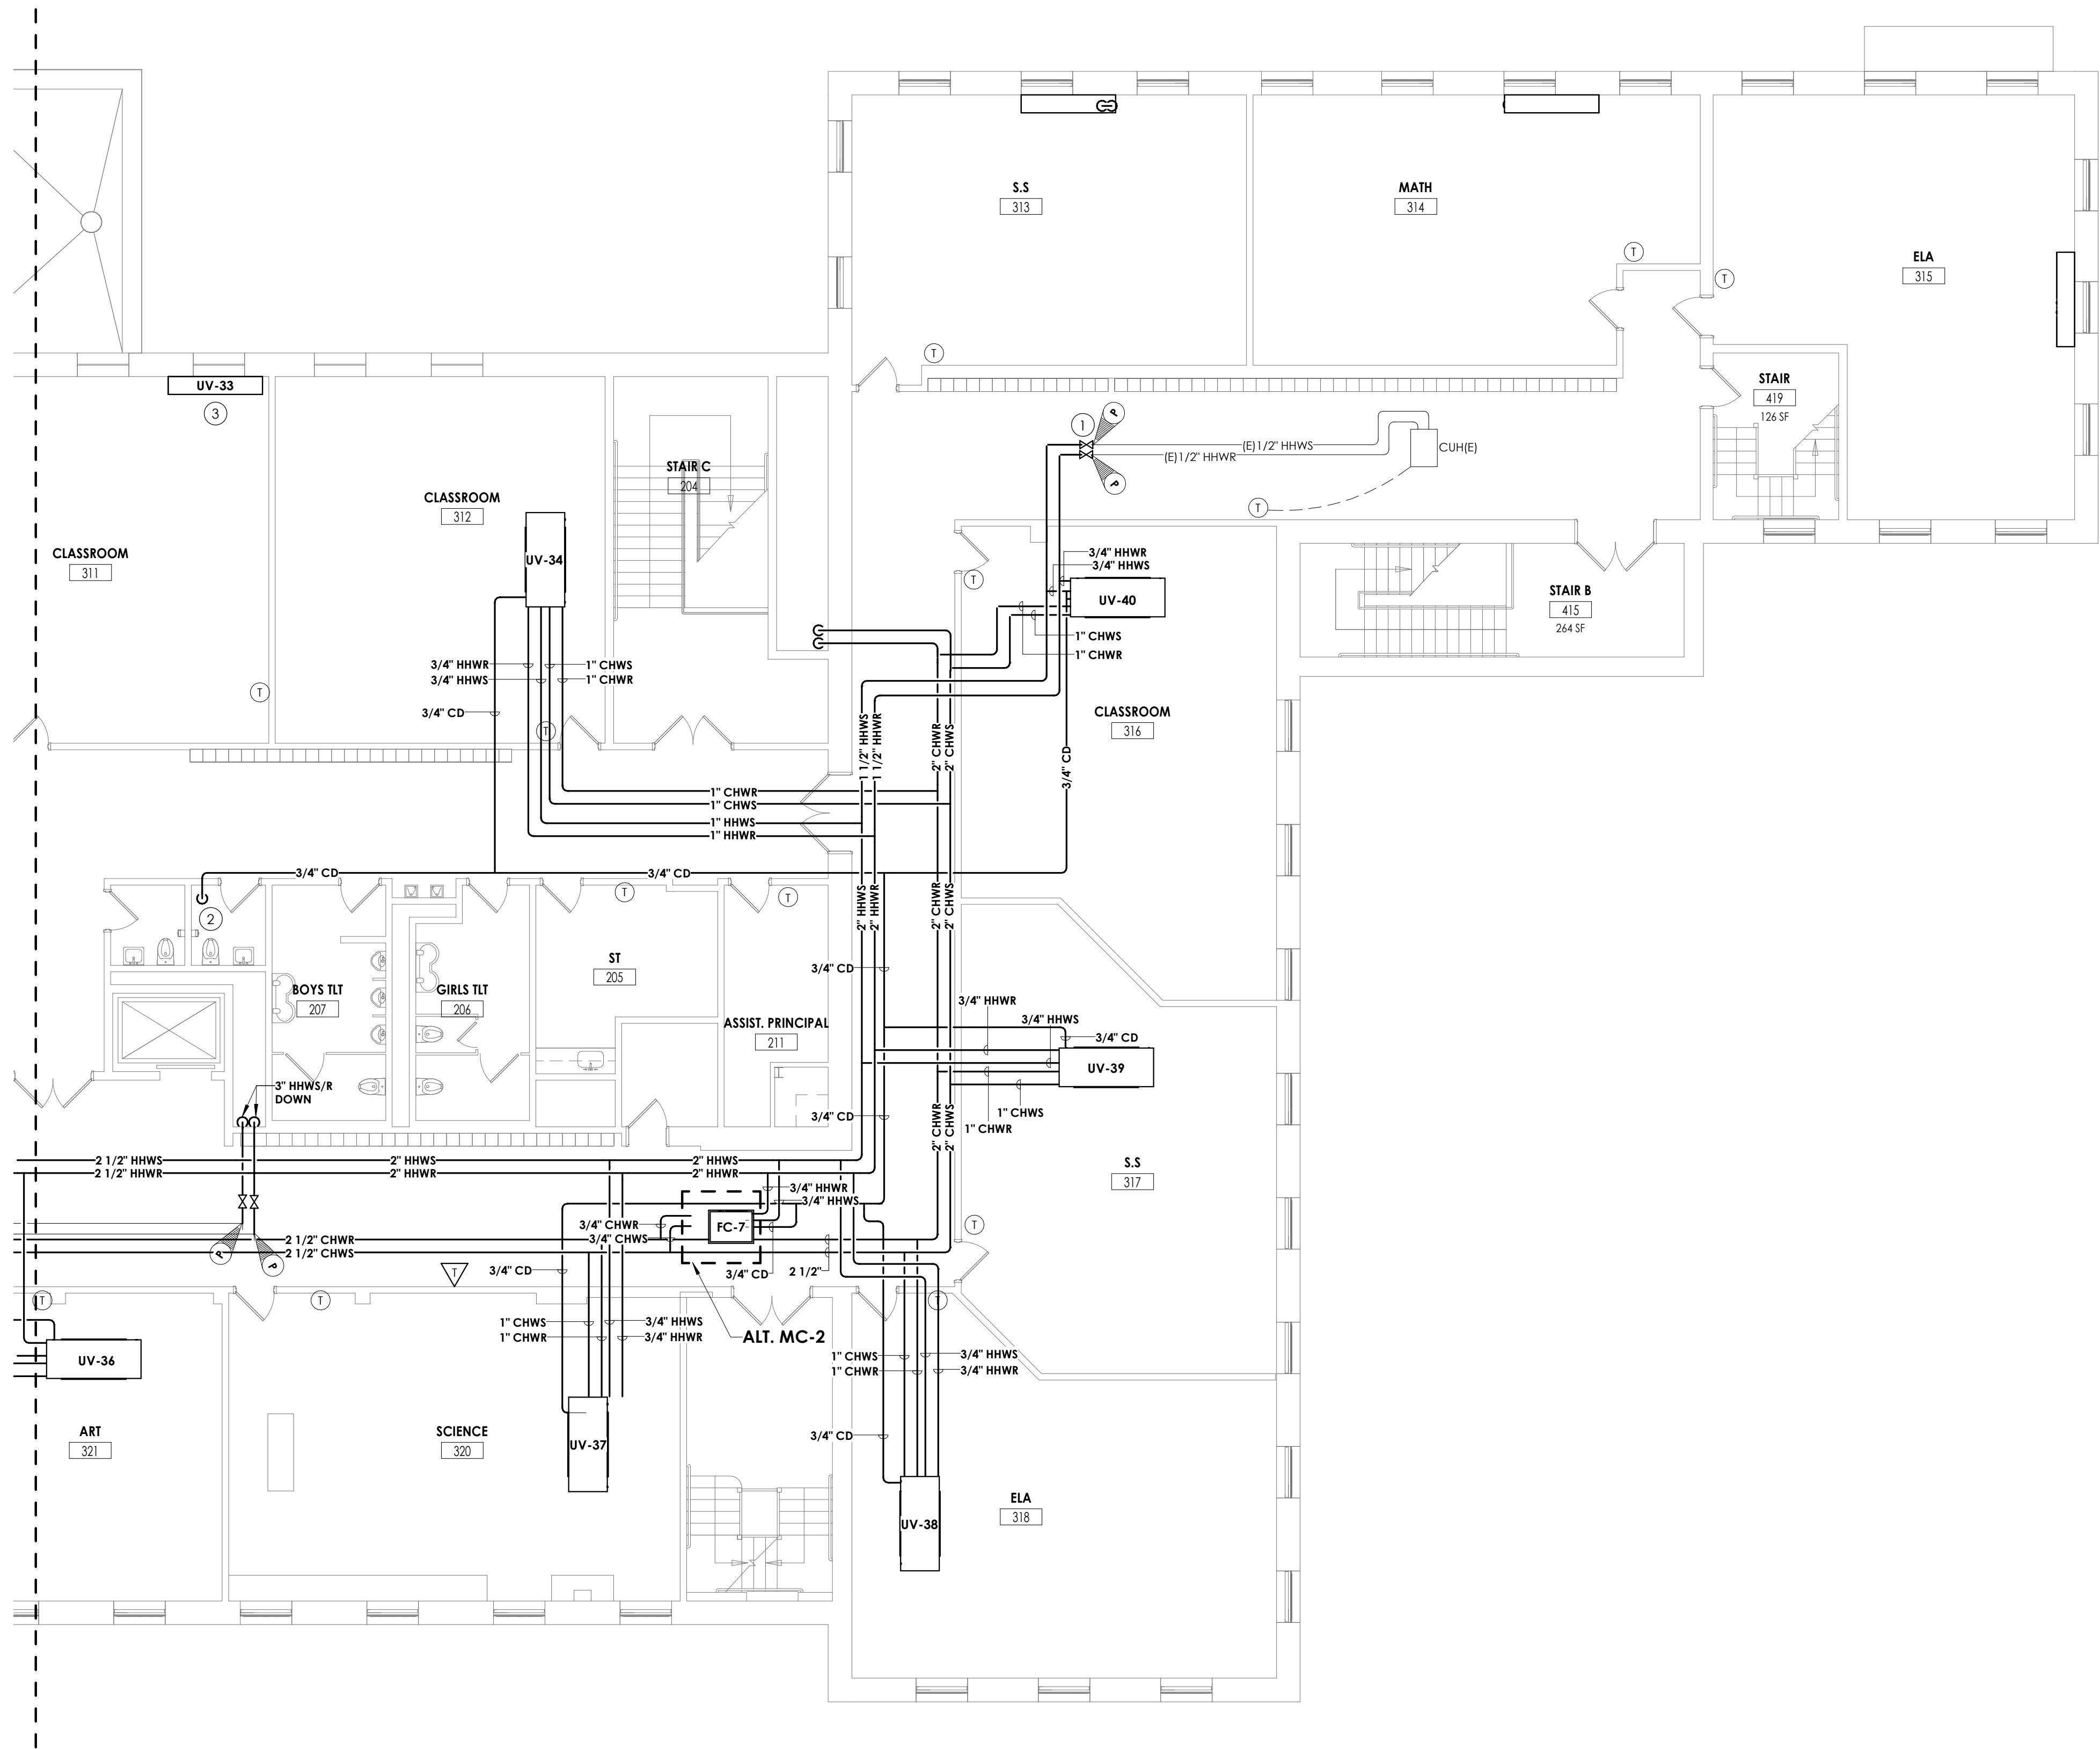 S.S
313
MATH
314
ELA
315
UV-33
3
T
T
T
STAIR
419
126 SF
P
1
(E)1/2" HHWS
(E)1/2" HHWR
CUH(E)
P
T
STAIR C
204
CLASSROOM
312
CLASSROOM
311
UV-34
3/4" HHWR
3/4" HHWS
T
UV-40
STAIR B
415
264 SF
1" CHWS
1" CHWR
3/4" HHWR
1" CHWS
3/4" HHWS
1" CHWR
T
3/4" CD
T
CLASSROOM
316
1 1/2" HHWS
1 1/2" HHWR
2" CHWR
2" CHWS
3/4" CD
1" CHWR
1" CHWS
1" HHWS
1" HHWR
3/4" CD
3/4" CD
2
T
T
2" HHWS
2" HHWR
2" CHWR
2" CHWS
ST
205
3/4" CD
BOYS TLT
207
GIRLS TLT
206
ASSIST. PRINCIPAL
211
3/4" HHWR
3/4" HHWS
3/4" CD
UV-39
3" HHWS/R
DOWN
3/4" CD
1" CHWS
1" CHWR
2" CHWR
2" CHWS
2 1/2" HHWS
2" HHWS
2" HHWS
2 1/2" HHWR
2" HHWR
2" HHWR
S.S
317
3/4" HHWR
3/4" HHWS
3/4" CHWR
FC-7
T
3/4" CHWS
2 1/2" CHWR
2 1/2" CHWS
P
P
T
3/4" CD
3/4" CD
2 1/2"
T
T
T
1" CHWS
3/4" HHWS
1" CHWR
3/4" HHWR
ALT. MC-2
UV-36
1" CHWS
3/4" HHWS
1" CHWR
3/4" HHWR
ART
321
SCIENCE
320
UV-37
3/4" CD
ELA
318
UV-38